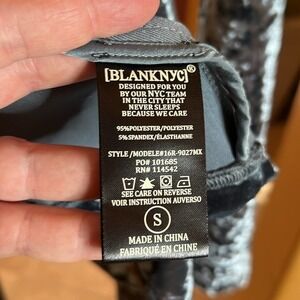 [BLANKNYC]®
DESIGNED FOR YOU
BY OUR NYC TEAM
IN THE CITY THAT
NEVER SLEEPS
BECAUSE WE CARE
95%POLYESTER/POLYESTER
5%SPANDEX/ÉLASTHANNE
STYLE/MODELE#16R-9027MX
PO# 101685
RN# 114542
SEE CARE ON REVERSE
VOIR INSTRUCTION AUVERSO
S
MADE IN CHINA
FABRIQUÉ EN CHINE